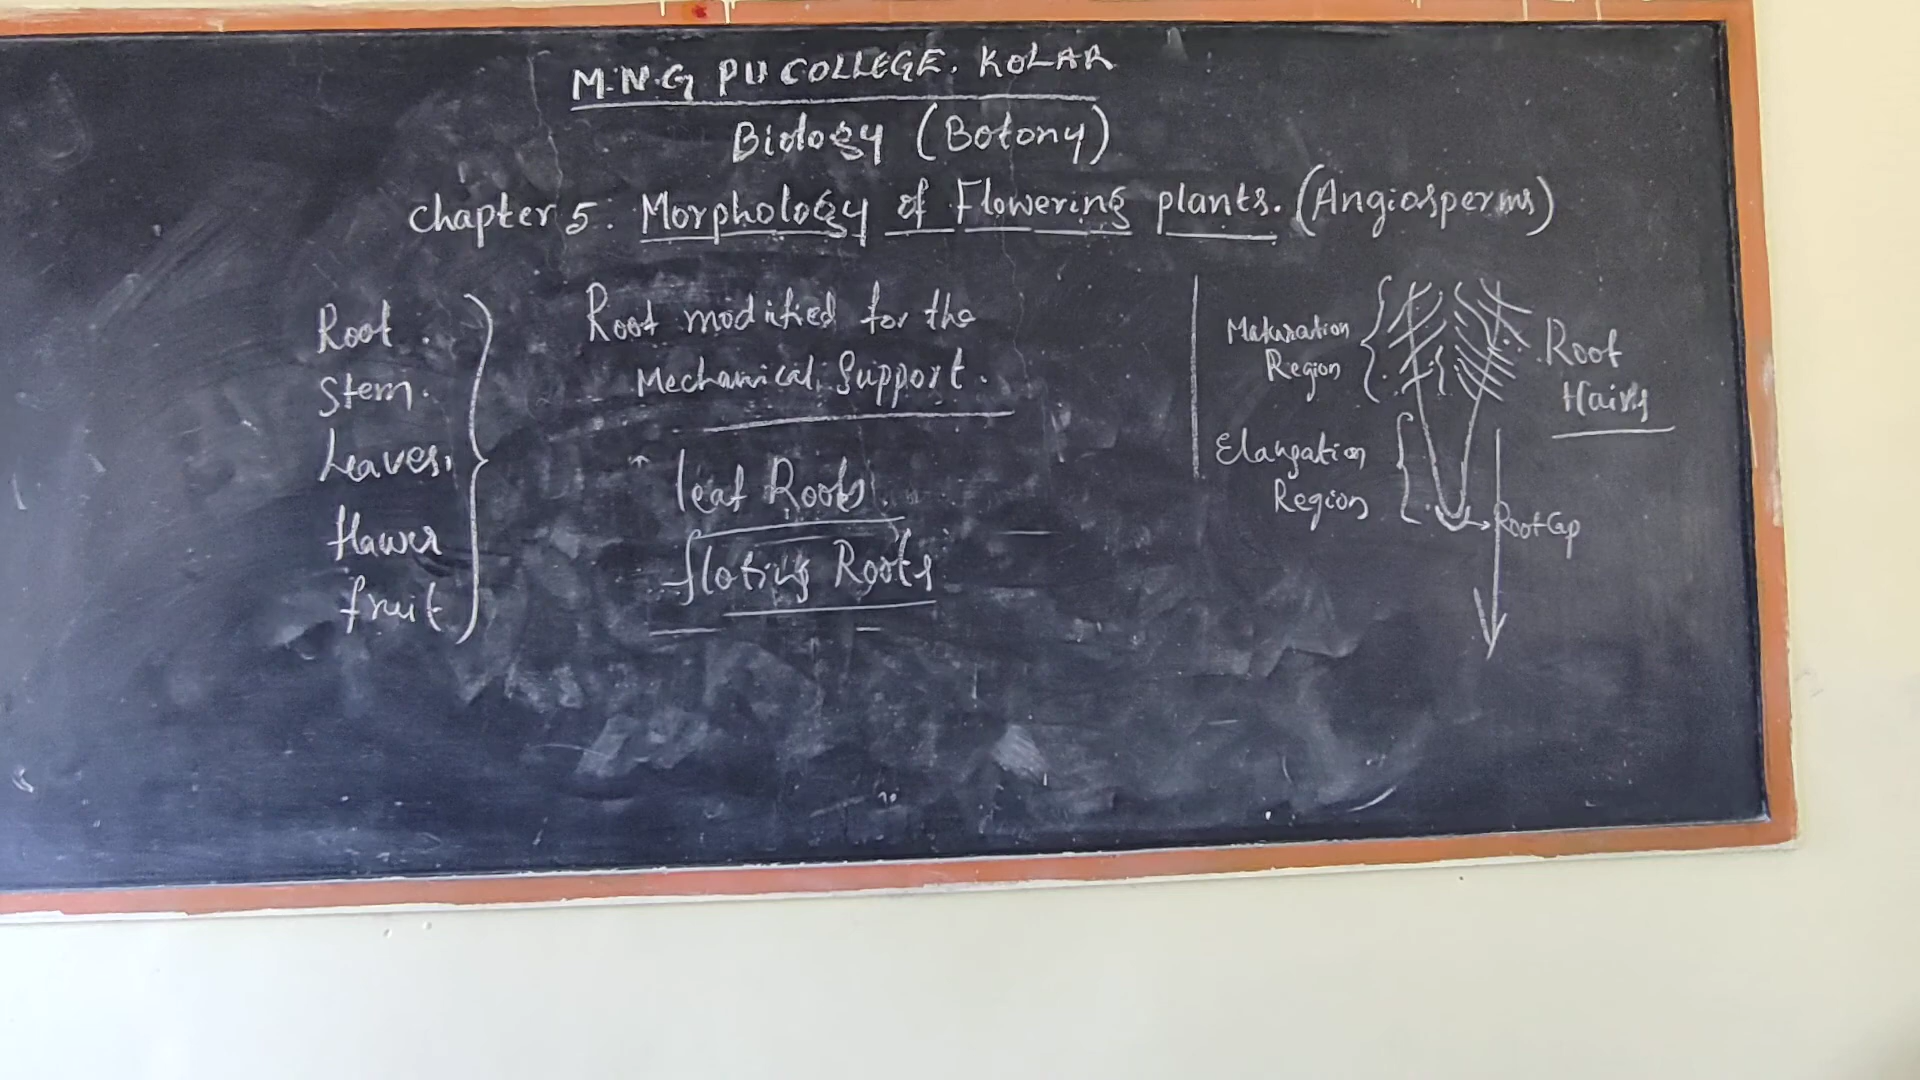 M.N.G PU COLLEGE. KOLAR
Biology (Botony)
Chapter 5: Morphology of Flowering plants. (Angiosperms)
Root
Stem.
Leaves,
flower
fruit
Root modified for the
Mechanical Support.
leaf Roots.
floting Roots
Maturation
Region
Root
Hairs
Elangation
Region
Root Cap